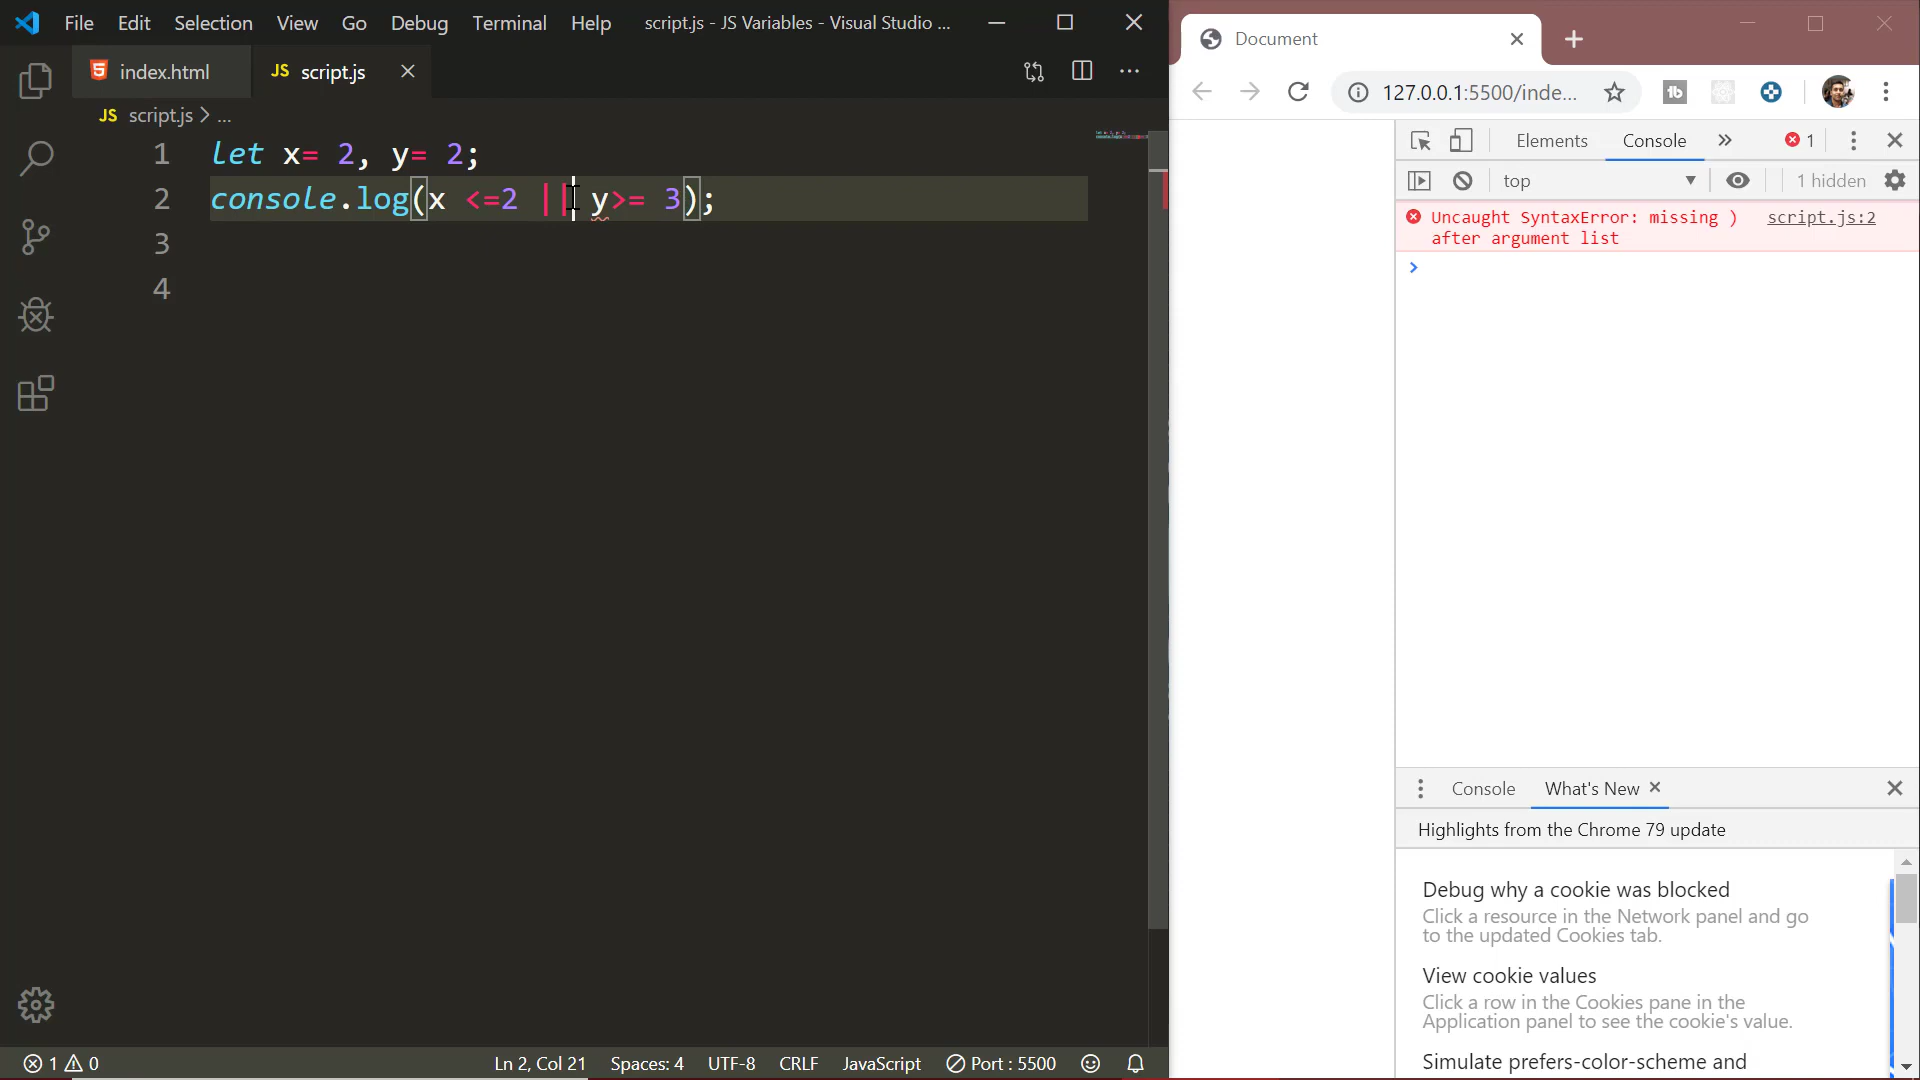 File Edit Selection View Go Debug Terminal Help script.js - JS Variables - Visual Studio ...
index.html JS script.js
JS script.js > ...
1 let x= 2, y= 2;
2 console.log(x <=2 || y>= 3);
3
4
1 0 Ln 2, Col 21 Spaces: 4 UTF-8 CRLF JavaScript Port : 5500
Document
127.0.0.1:5500/inde...
Elements Console 1
top 1 hidden
Uncaught SyntaxError: missing ) script.js:2
after argument list
Console What's New
Highlights from the Chrome 79 update
Debug why a cookie was blocked
Click a resource in the Network panel and go
to the updated Cookies tab.
View cookie values
Click a row in the Cookies pane in the
Application panel to see the cookie's value.
Simulate prefers-color-scheme and